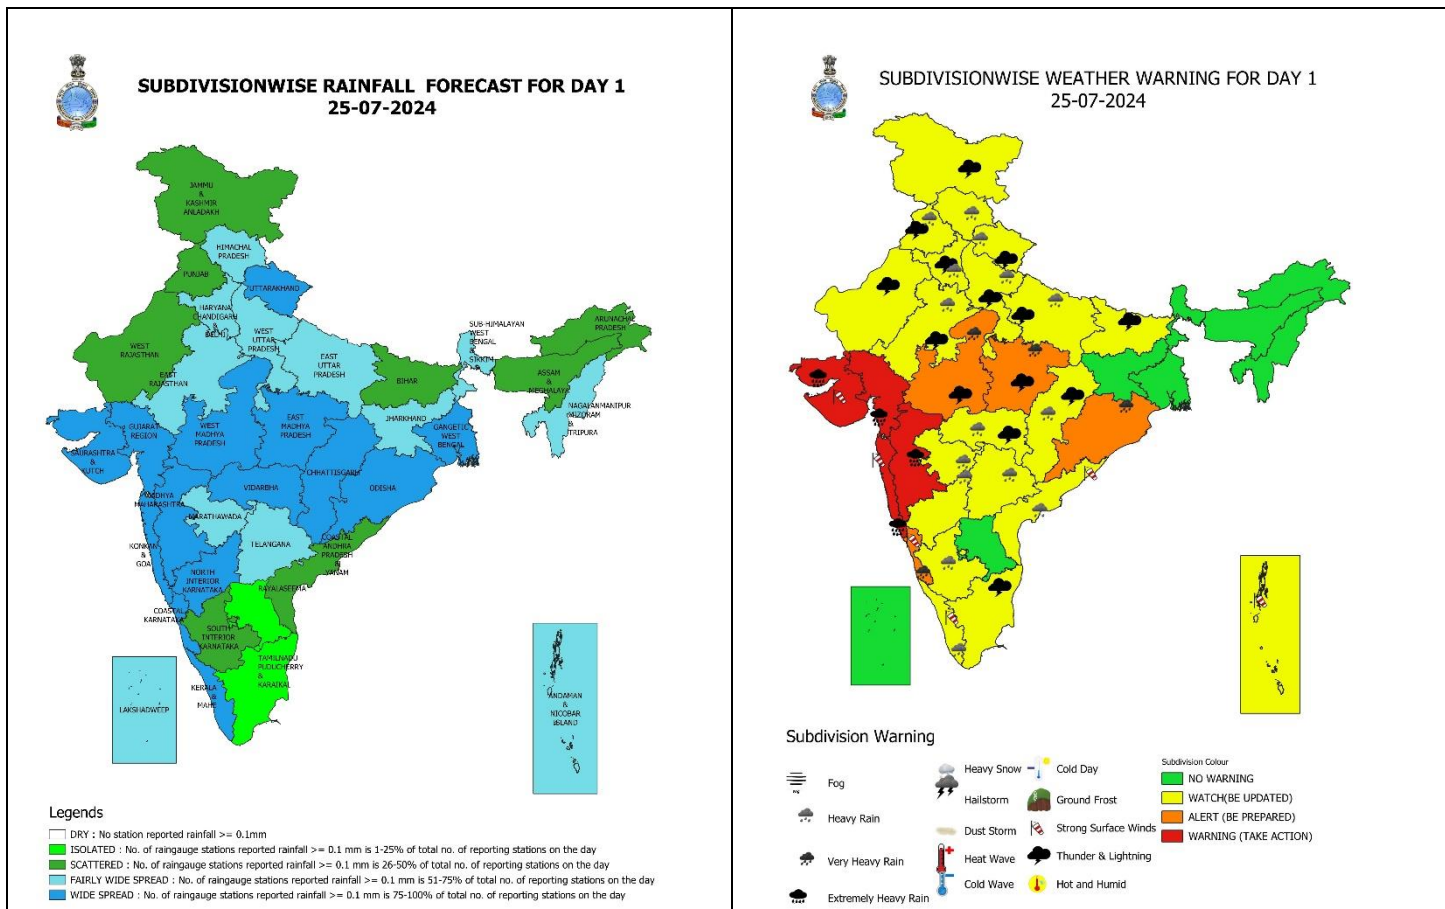 SUBDIVISIONWISE RAINFALL FORECAST FOR DAY 1
25-07-2024
JAMMU
&
KASHMIR
ANLADAKH
HIMACHAL
PRADESH
PUNJAB
UTTARAKHAND
HARYANA
CHANDIGARH
&
DELHI
WEST
UTTAR
PRADESH
SUB-HIMALAYAN
WEST
BENGAL
&
SIKKIM
ARUNACHAL
PRADESH
WEST
RAJASTHAN
EAST
UTTAR
PRADESH
EAST
RAJASTHAN
BIHAR
ASSAM
&
MEGHALAYA
NAGALANMANIPUR
MIZORAM
&
TRIPURA
JHARKHAND
GUJARAT
REGION
WEST
MADHYA
PRADESH
EAST
MADHYA
PRADESH
GANGETIC
WEST
BENGAL
SAURASHTRA
&
KUTCH
CHHATTISGARH
VIDARBHA
ODISHA
MADHYA
MAHARASHTRA
MARATHAWADA
KONKAN
&
GOA
TELANGANA
COASTAL
ANDHRA
PRADESH
&
YANAM
NORTH
INTERIOR
KARNATAKA
RAYALASEEMA
COASTAL
KARNATAKA
SOUTH
INTERIOR
KARNATAKA
TAMILNADU
PUDUCHERRY
&
KARAIKAL
KERALA
&
MAHE
LAKSHADWEEP
ANDAMAN
&
NICOBAR
ISLAND
Legends
DRY : No station reported rainfall >= 0.1mm
ISOLATED : No. of raingauge stations reported rainfall >= 0.1 mm is 1-25% of total no. of reporting stations on the day
SCATTERED : No. of raingauge stations reported rainfall >= 0.1 mm is 26-50% of total no. of reporting stations on the day
FAIRLY WIDE SPREAD : No. of raingauge stations reported rainfall >= 0.1 mm is 51-75% of total no. of reporting stations on the day
WIDE SPREAD : No. of raingauge stations reported rainfall >= 0.1 mm is 75-100% of total no. of reporting stations on the day
SUBDIVISIONWISE WEATHER WARNING FOR DAY 1
25-07-2024
Subdivision Warning
Fog
Heavy Rain
Very Heavy Rain
Extremely Heavy Rain
Heavy Snow
Hailstorm
Dust Storm
Heat Wave
Cold Wave
Cold Day
Ground Frost
Strong Surface Winds
Thunder & Lightning
Hot and Humid
Subdivision Colour
NO WARNING
WATCH(BE UPDATED)
ALERT (BE PREPARED)
WARNING (TAKE ACTION)